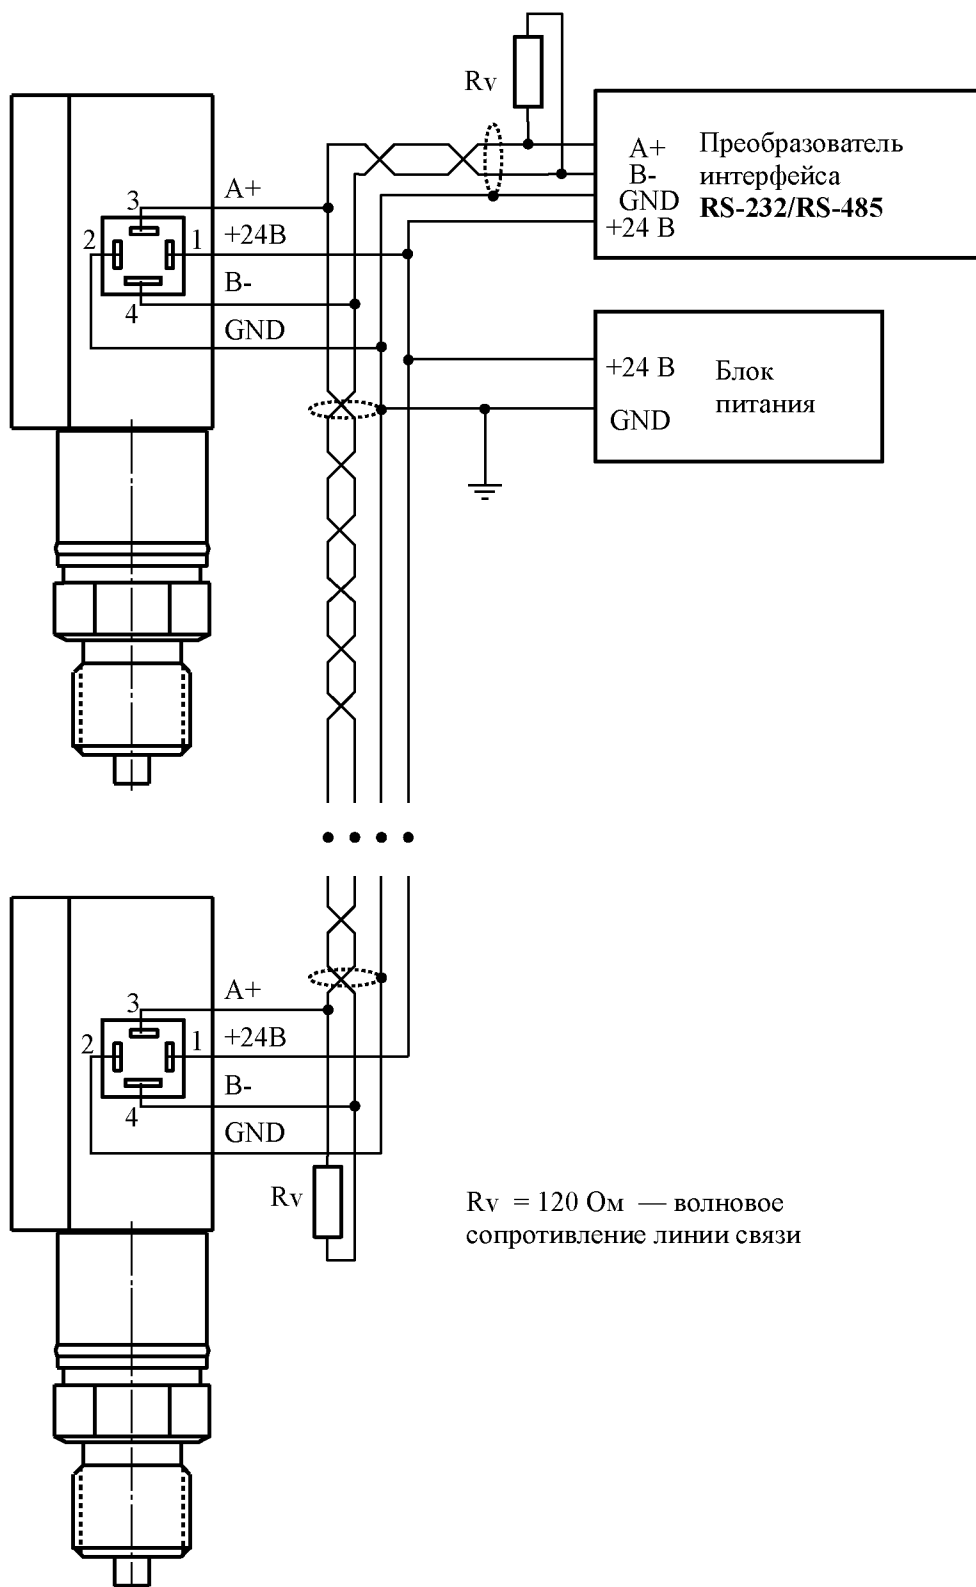 Rv
A+
B-
GND
+24 В
Преобразователь
интерфейса
RS-232/RS-485
3
2
1
4
A+
+24В
B-
GND
+24 В
GND
Блок
питания
3
2
1
4
A+
+24В
B-
GND
Rv
Rv = 120 Ом — волновое
сопротивление линии связи